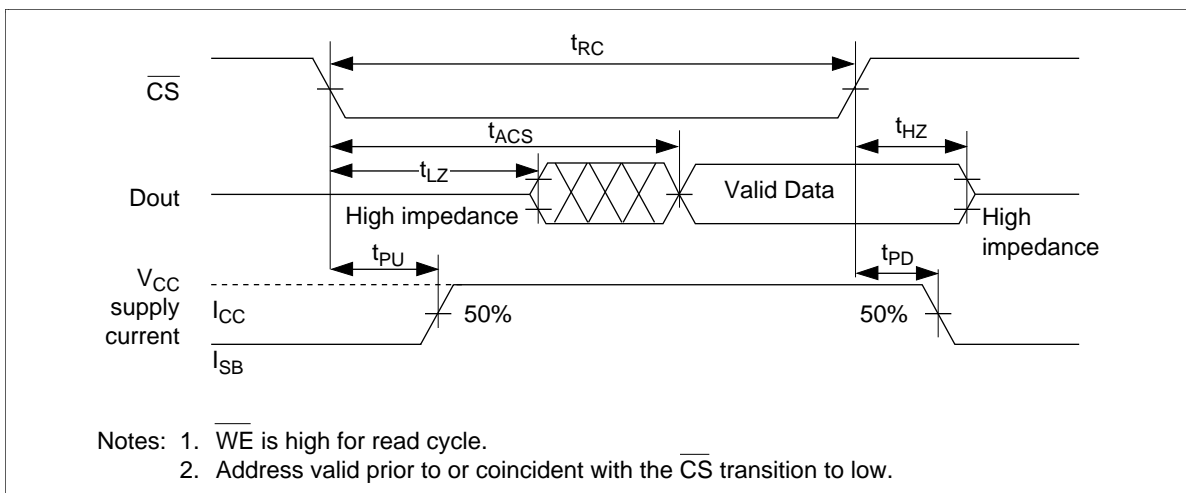 tRC
CS
tACS
tHZ
tLZ
Dout
Valid Data
High impedance
High
impedance
tPU
tPD
VCC
supply
current
ICC
50%
50%
ISB
Notes: 1. WE is high for read cycle.
2. Address valid prior to or coincident with the CS transition to low.